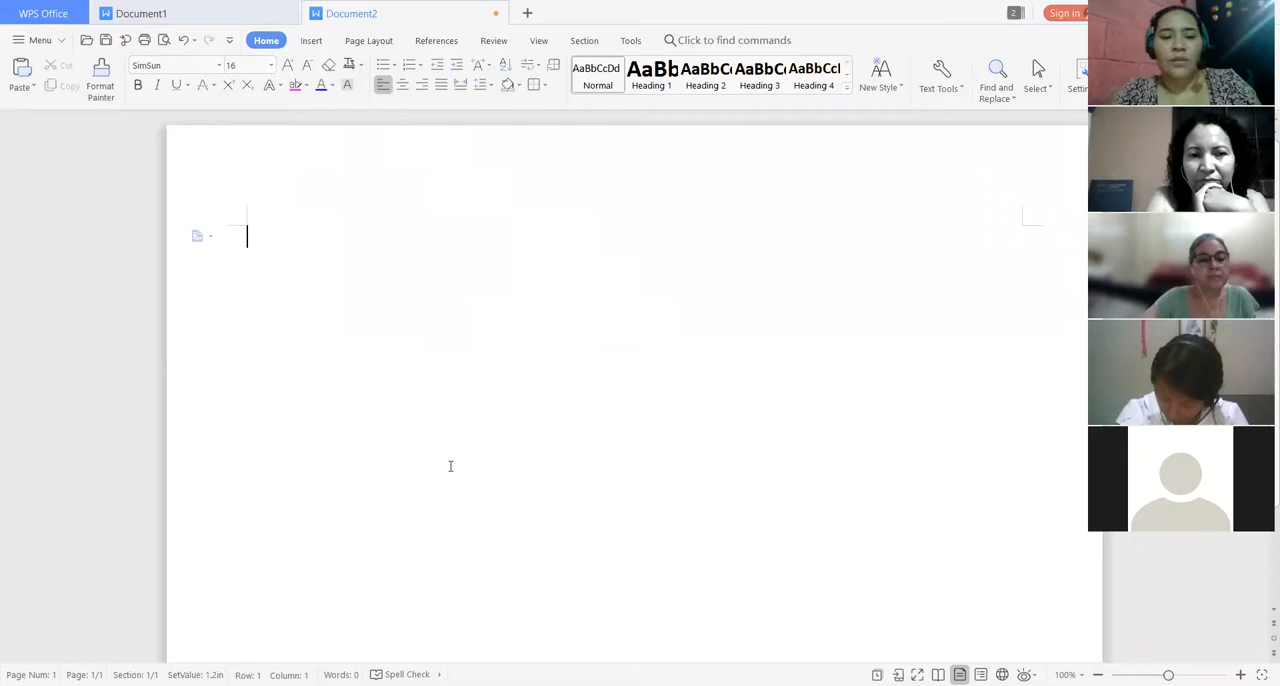 WPS Office Document1 Document2 2 Sign in
Menu Home Insert Page Layout References Review View Section Tools Click to find commands
Paste Cut Copy Format Painter SimSun 16 AaBbCcDd Normal AaBb Heading 1 AaBbC Heading 2 AaBbC Heading 3 AaBbCcI Heading 4 New Style Text Tools Find and Replace Select
Page Num: 1 Page: 1/1 Section: 1/1 SetValue: 1.2in Row: 1 Column: 1 Words: 0 Spell Check 100%